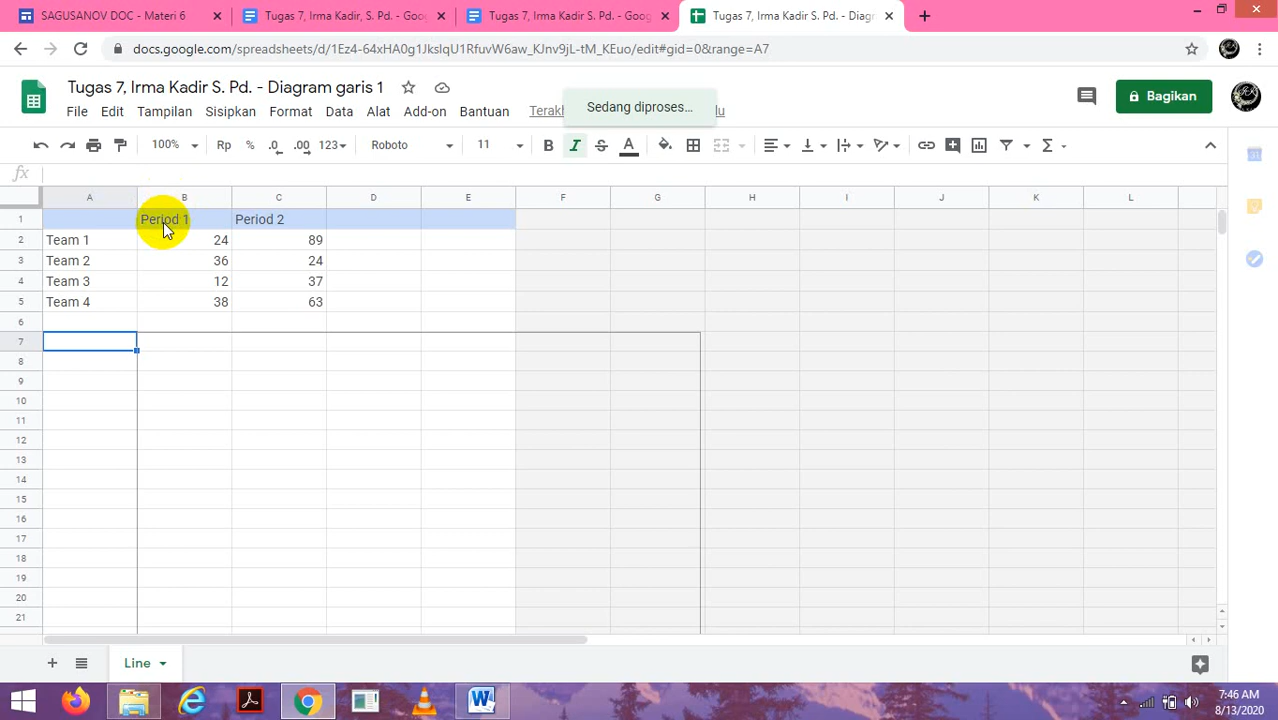 SAGUSANOV DOC - Materi 6
Tugas 7, Irma Kadir, S. Pd. - Goog
Tugas 7, Irma Kadir, S. Pd. - Goog
Tugas 7, Irma Kadir S. Pd. - Diagr
docs.google.com/spreadsheets/d/1Ez4-64xHA0g1JkslqU1RfuvW6aw_KJnv9jL-tM_KEuo/edit#gid=0&range=A7
Tugas 7, Irma Kadir S. Pd. - Diagram garis 1
File Edit Tampilan Sisipkan Format Data Alat Add-on Bantuan
Sedang diproses...
Bagikan
100% Rp % .0 .00 123 Roboto 11 B I S A Σ
fx
A B C D E F G H I J K L
1 Period 1 Period 2
2 Team 1 24 89
3 Team 2 36 24
4 Team 3 12 37
5 Team 4 38 63
6
7
8
9
10
11
12
13
14
15
16
17
18
19
20
21
Line
7:46 AM
8/13/2020